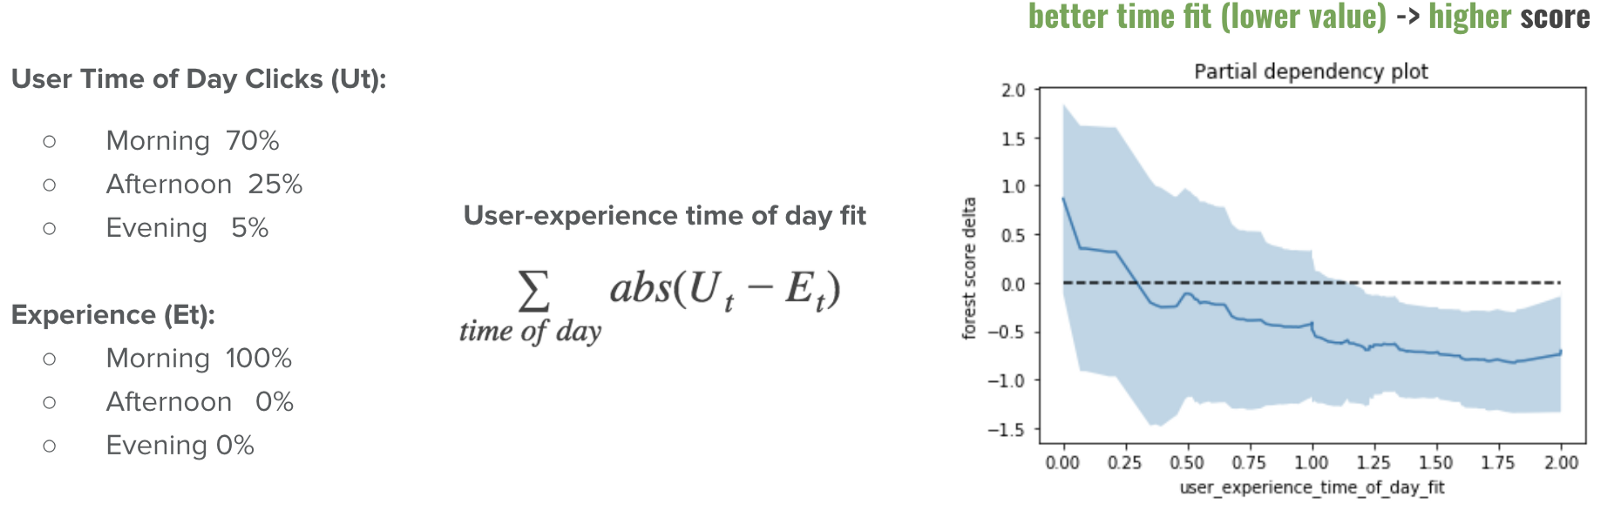 better time fit (lower value) -> higher score
User Time of Day Clicks (Ut):
○ Morning 70%
○ Afternoon 25%
○ Evening 5%
Experience (Et):
○ Morning 100%
○ Afternoon 0%
○ Evening 0%
User-experience time of day fit
∑ abs(U_t − E_t)
time of day
Partial dependency plot
forest score delta
2.0
1.5
1.0
0.5
0.0
−0.5
−1.0
−1.5
0.00 0.25 0.50 0.75 1.00 1.25 1.50 1.75 2.00
user_experience_time_of_day_fit